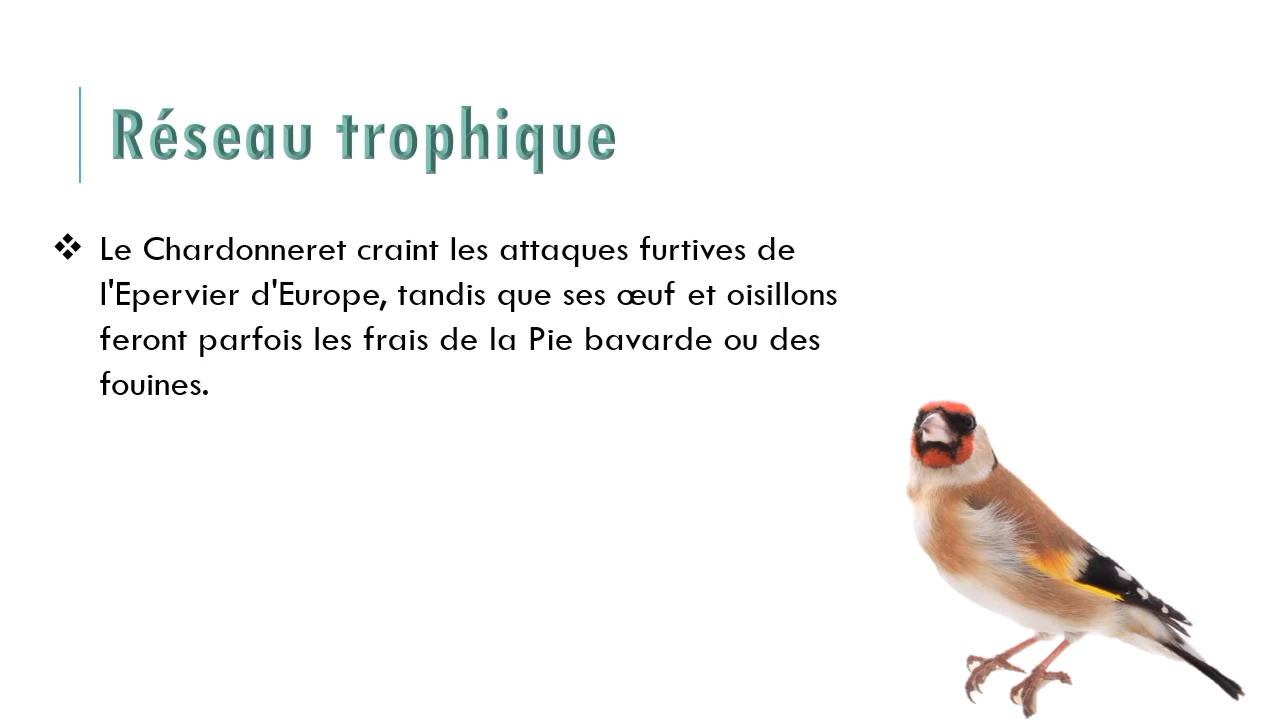 Réseau trophique
❖ Le Chardonneret craint les attaques furtives de
l'Epervier d'Europe, tandis que ses œuf et oisillons
feront parfois les frais de la Pie bavarde ou des
fouines.